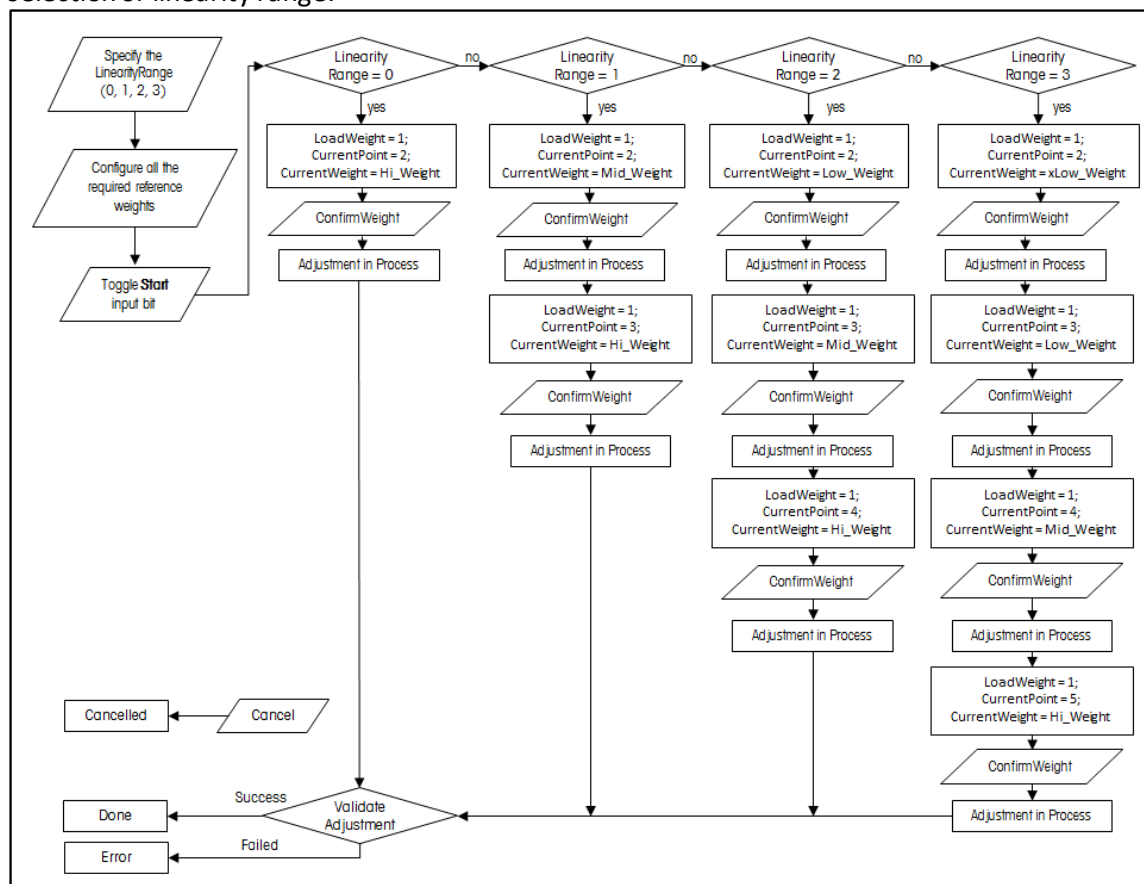 selection of linearity range.
Specify the
LinearityRange
(0, 1, 2, 3)
Configure all the
required reference
weights
Toggle Start
input bit
Linearity
Range = 0
no
yes
LoadWeight = 1;
CurrentPoint = 2;
CurrentWeight = Hi_Weight
ConfirmWeight
Adjustment in Process
Linearity
Range = 1
no
yes
LoadWeight = 1;
CurrentPoint = 2;
CurrentWeight = Mid_Weight
ConfirmWeight
Adjustment in Process
LoadWeight = 1;
CurrentPoint = 3;
CurrentWeight = Hi_Weight
ConfirmWeight
Adjustment in Process
Linearity
Range = 2
no
yes
LoadWeight = 1;
CurrentPoint = 2;
CurrentWeight = Low_Weight
ConfirmWeight
Adjustment in Process
LoadWeight = 1;
CurrentPoint = 3;
CurrentWeight = Mid_Weight
ConfirmWeight
Adjustment in Process
LoadWeight = 1;
CurrentPoint = 4;
CurrentWeight = Hi_Weight
ConfirmWeight
Adjustment in Process
Linearity
Range = 3
yes
LoadWeight = 1;
CurrentPoint = 2;
CurrentWeight = xLow_Weight
ConfirmWeight
Adjustment in Process
LoadWeight = 1;
CurrentPoint = 3;
CurrentWeight = Low_Weight
ConfirmWeight
Adjustment in Process
LoadWeight = 1;
CurrentPoint = 4;
CurrentWeight = Mid_Weight
ConfirmWeight
Adjustment in Process
LoadWeight = 1;
CurrentPoint = 5;
CurrentWeight = Hi_Weight
ConfirmWeight
Adjustment in Process
Cancelled
Cancel
Validate
Adjustment
Success
Done
Failed
Error